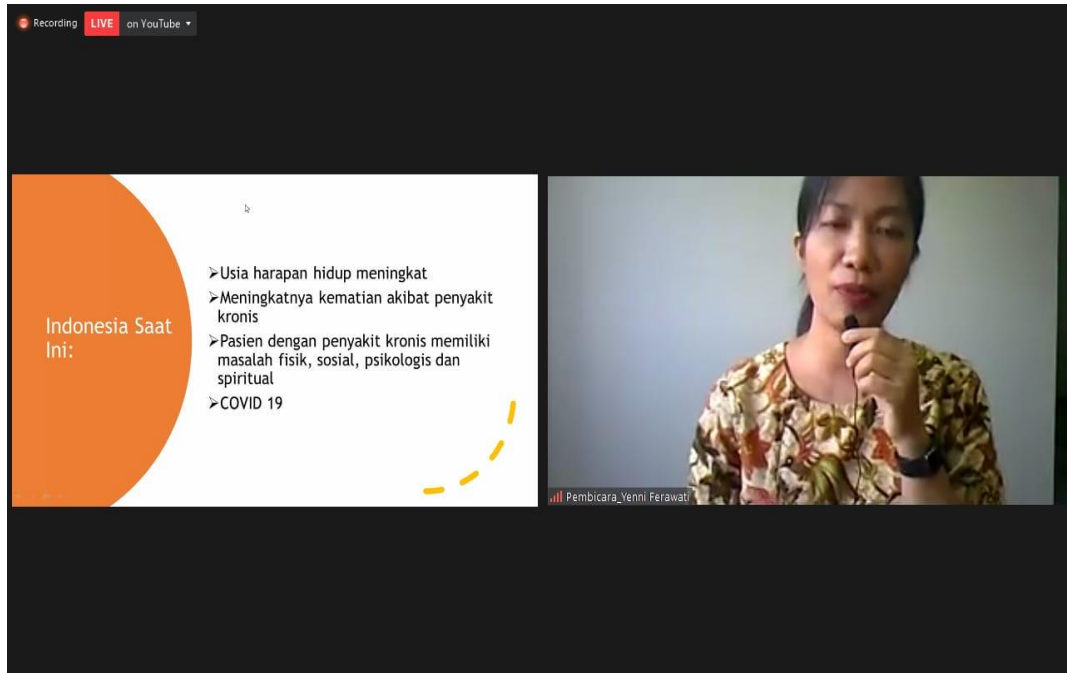 Recording LIVE on YouTube
Indonesia Saat
Ini:
➢Usia harapan hidup meningkat
➢Meningkatnya kematian akibat penyakit
kronis
➢Pasien dengan penyakit kronis memiliki
masalah fisik, sosial, psikologis dan
spiritual
➢COVID 19
Pembicara_Yenni Ferawati